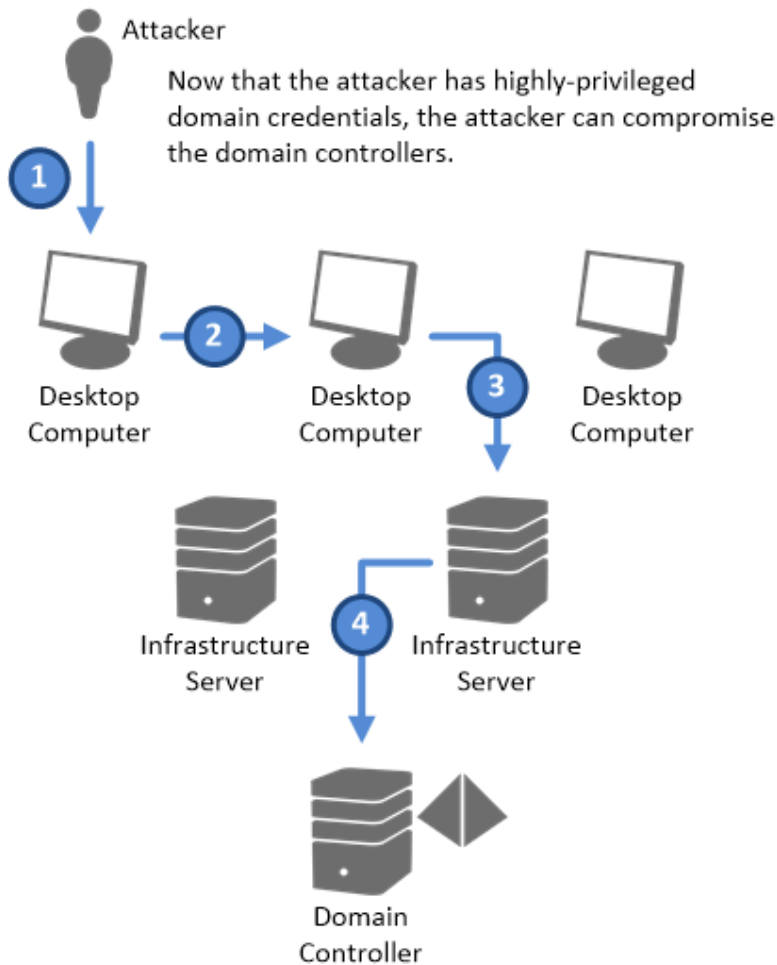 Attacker
Now that the attacker has highly-privileged
domain credentials, the attacker can compromise
the domain controllers.
1
2
Desktop
Computer
Desktop
Computer
3
Desktop
Computer
4
Infrastructure
Server
Infrastructure
Server
Domain
Controller